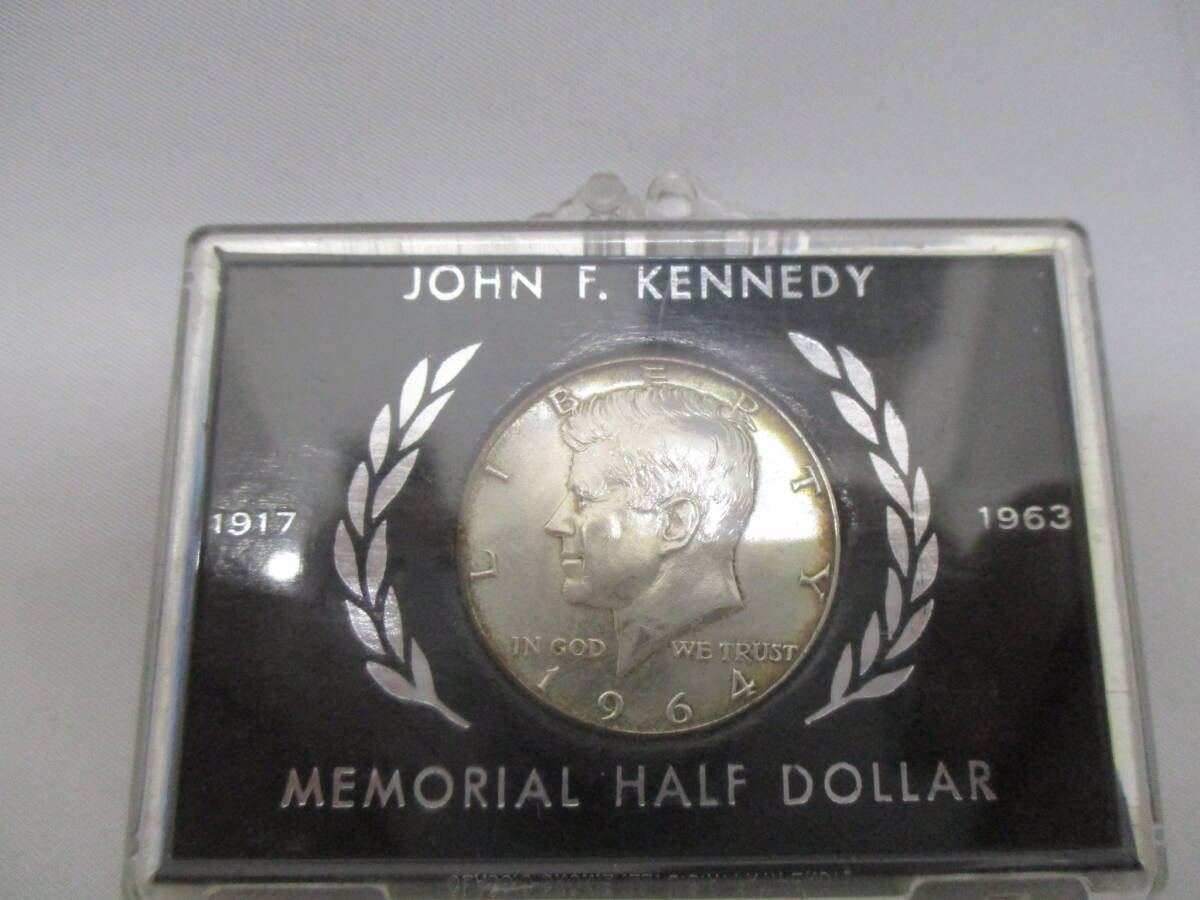 JOHN F. KENNEDY
LIBERTY
1917
1963
IN GOD WE TRUST
1964
MEMORIAL HALF DOLLAR